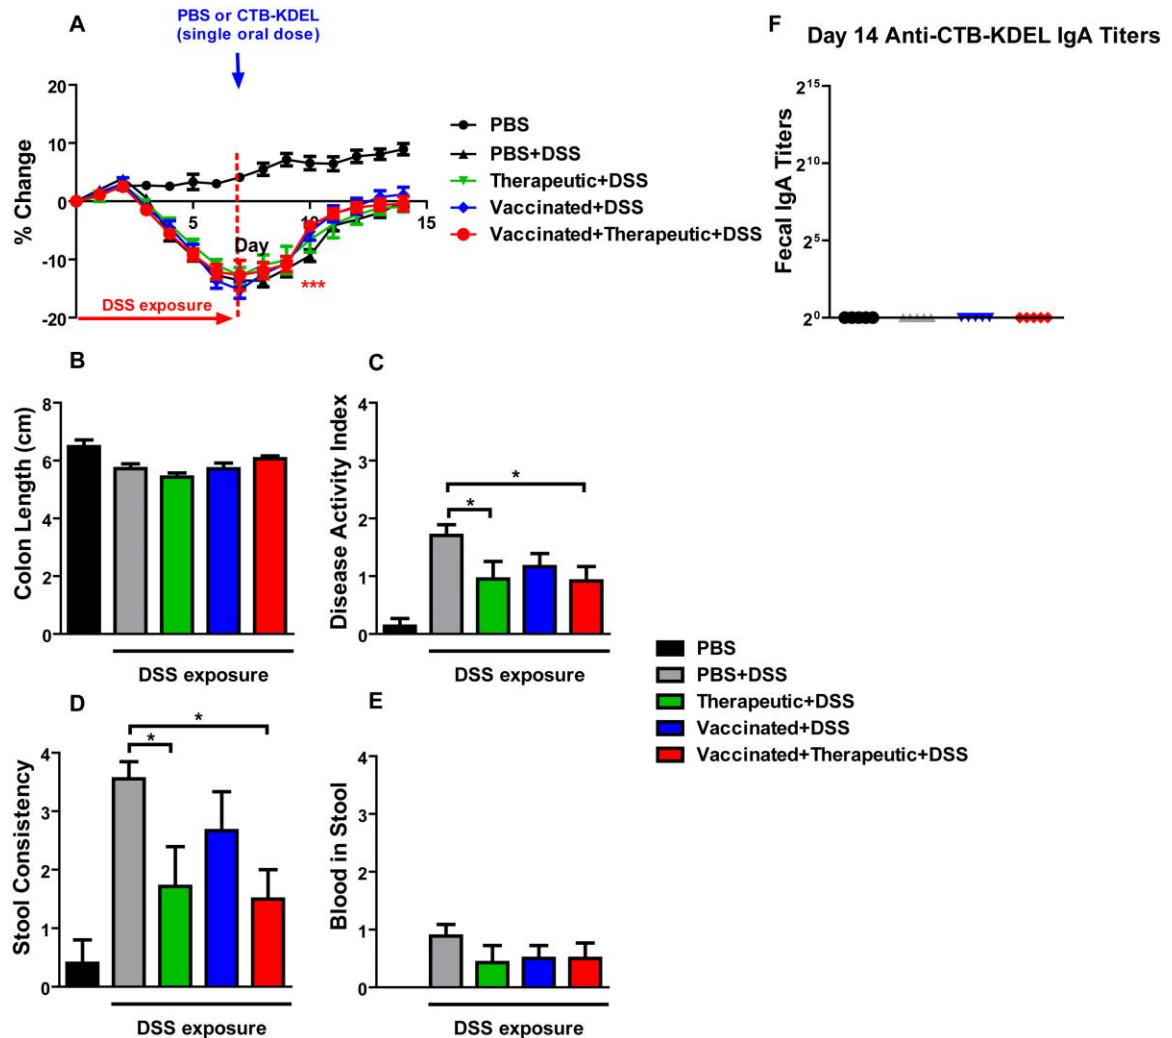 A
PBS or CTB-KDEL
(single oral dose)
F
Day 14 Anti-CTB-KDEL IgA Titers
20
10
0
-10
-20
% Change
5
10
15
Day
***
DSS exposure
PBS
PBS+DSS
Therapeutic+DSS
Vaccinated+DSS
Vaccinated+Therapeutic+DSS
2¹⁵
2¹⁰
2⁵
2⁰
Fecal IgA Titers
B
8
6
4
2
0
Colon Length (cm)
DSS exposure
C
4
3
2
1
0
Disease Activity Index
*
*
DSS exposure
PBS
PBS+DSS
Therapeutic+DSS
Vaccinated+DSS
Vaccinated+Therapeutic+DSS
D
4
3
2
1
0
Stool Consistency
*
*
DSS exposure
E
4
3
2
1
0
Blood in Stool
DSS exposure